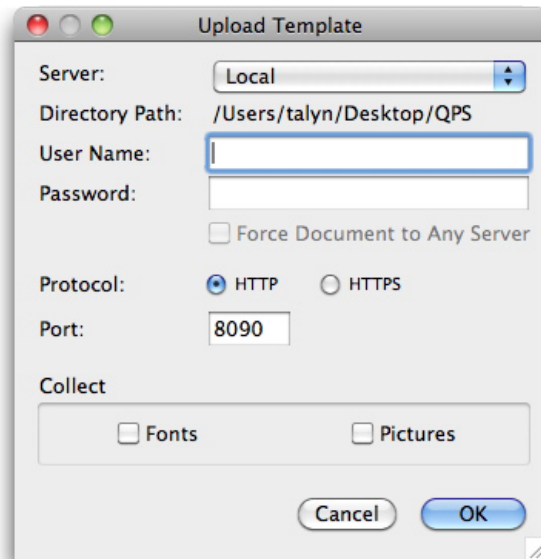 Upload Template
Server: Local
Directory Path: /Users/talyn/Desktop/QPS
User Name:
Password:
Force Document to Any Server
Protocol: HTTP HTTPS
Port: 8090
Collect
Fonts Pictures
Cancel OK